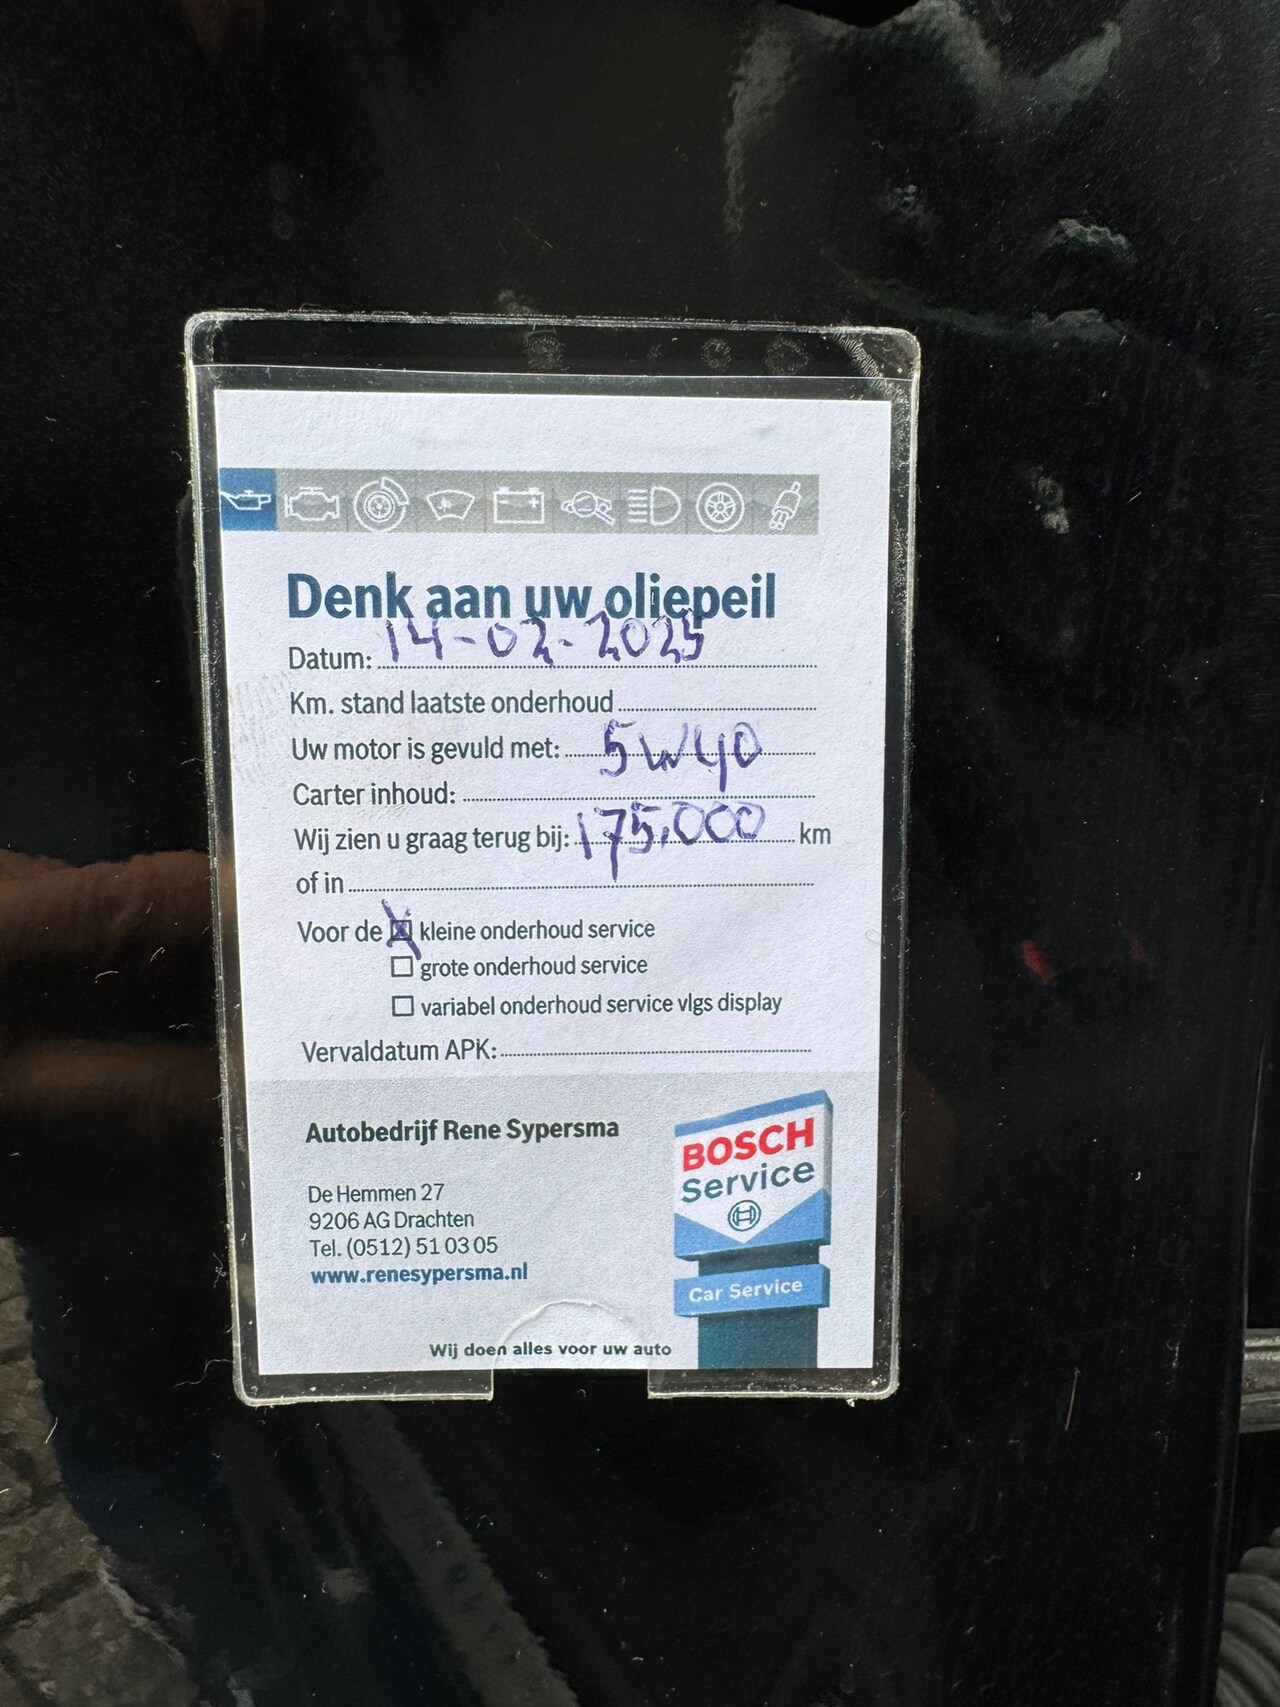 Denk aan uw oliepeil
Datum: 14-02-2025
Km. stand laatste onderhoud
Uw motor is gevuld met: 5W40
Carter inhoud:
Wij zien u graag terug bij: 175.000 km
of in
Voor de ☒ kleine onderhoud service
☐ grote onderhoud service
☐ variabel onderhoud service vlgs display
Vervaldatum APK:
Autobedrijf Rene Sypersma
De Hemmen 27
9206 AG Drachten
Tel. (0512) 51 03 05
www.renesypersma.nl
BOSCH
Service
Car Service
Wij doen alles voor uw auto